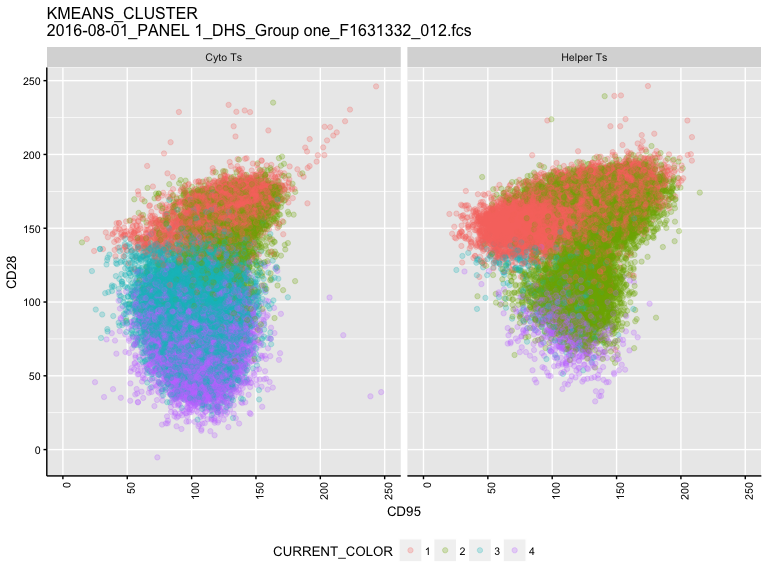 KMEANS_CLUSTER
2016-08-01_PANEL 1_DHS_Group one_F1631332_012.fcs
Cyto Ts
Helper Ts
250
200
150
100
50
0
CD28
0 50 100 150 200 250
0 50 100 150 200 250
CD95
CURRENT_COLOR 1 2 3 4